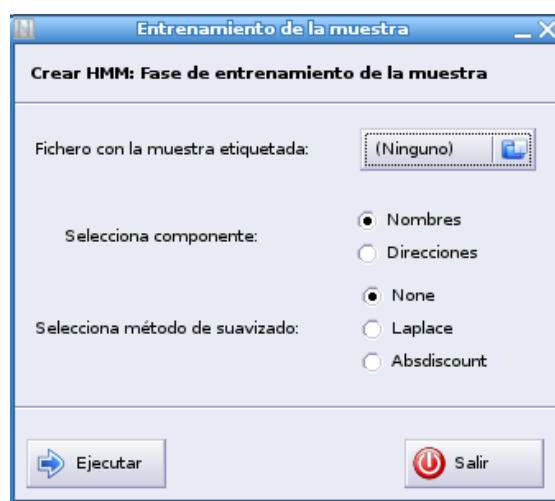 Entrenamiento de la muestra
Crear HMM: Fase de entrenamiento de la muestra
Fichero con la muestra etiquetada:
(Ninguno)
Selecciona componente:
Nombres
Direcciones
Selecciona método de suavizado:
None
Laplace
Absdiscount
Ejecutar
Salir